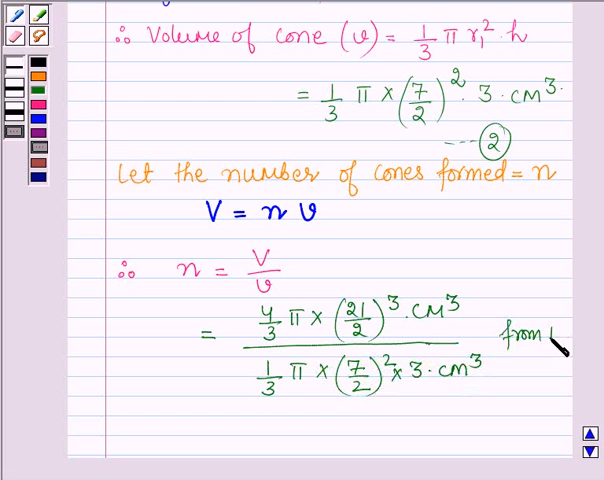 ∴ Volume of cone (v) = 1/3 π r₁² · h
= 1/3 π × (7/2)² · 3 · cm³.
---- ②
Let the number of cones formed = n
V = n v
∴ n = V/v
= 4/3 π × (21/2)³ · cm³ / 1/3 π × (7/2)² × 3 · cm³ from